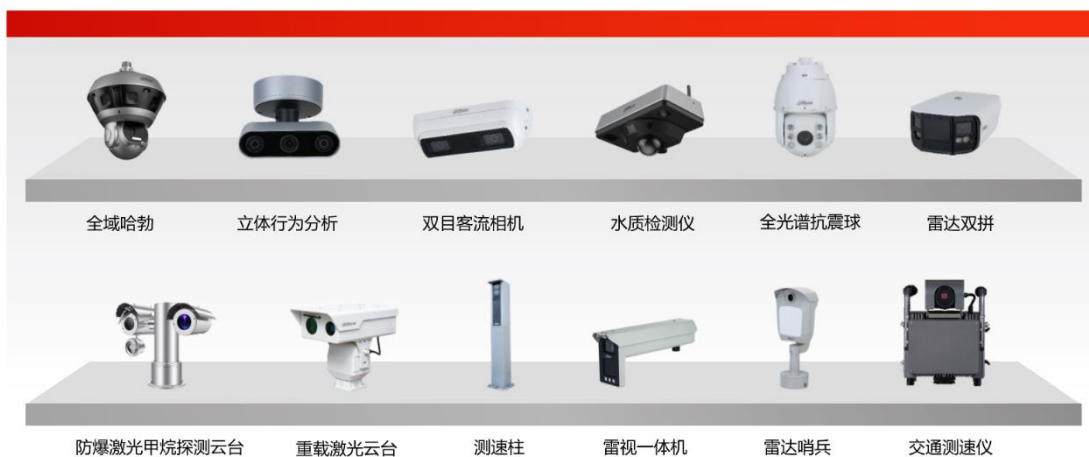 全域哈勃
立体行为分析
双目客流相机
水质检测仪
全光谱抗震球
雷达双拼
防爆激光甲烷探测云台
重载激光云台
测速柱
雷视一体机
雷达哨兵
交通测速仪